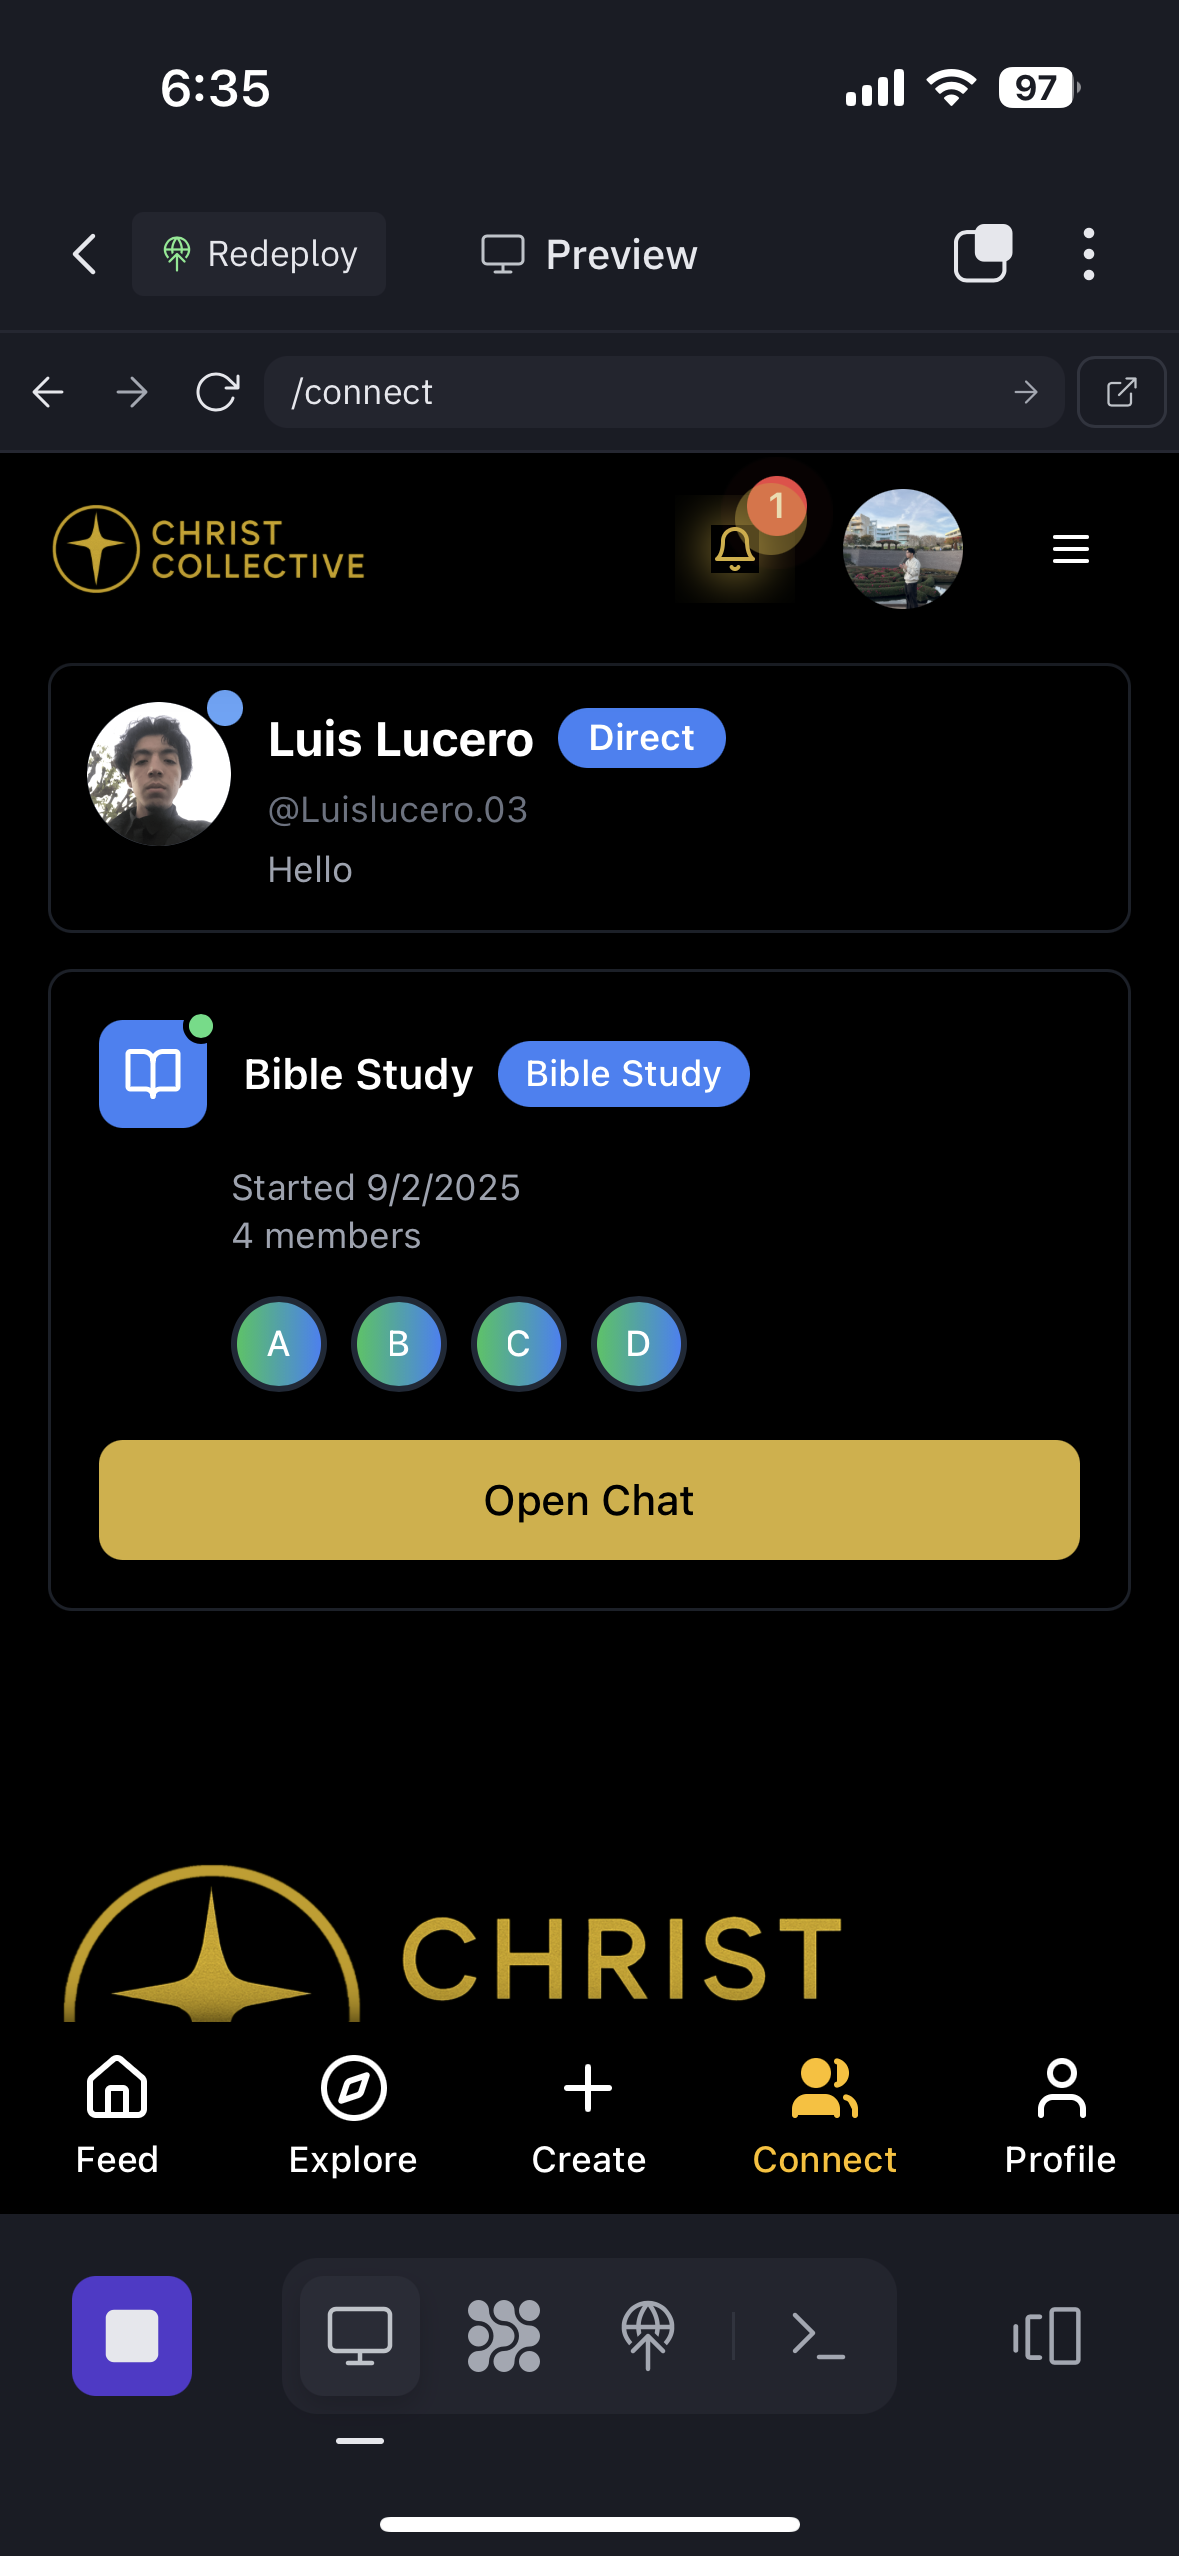 6:35
97
Redeploy
Preview
/connect
CHRIST
COLLECTIVE
1
Luis Lucero
Direct
@Luislucero.03
Hello
Bible Study
Bible Study
Started 9/2/2025
4 members
A
B
C
D
Open Chat
CHRIST
Feed
Explore
Create
Connect
Profile